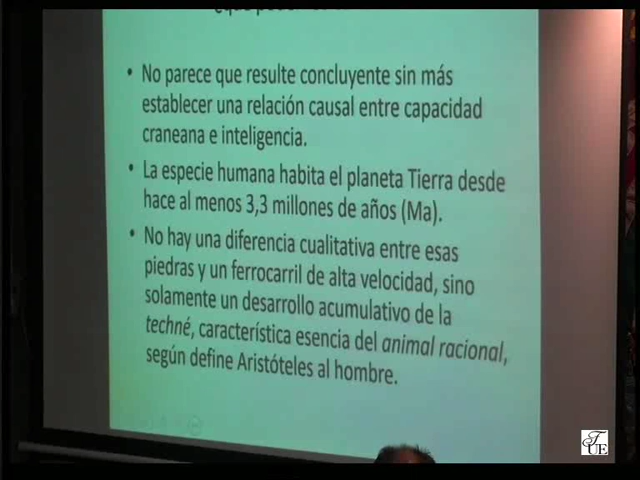 • No parece que resulte concluyente sin más
establecer una relación causal entre capacidad
craneana e inteligencia.
• La especie humana habita el planeta Tierra desde
hace al menos 3,3 millones de años (Ma).
• No hay una diferencia cualitativa entre esas
piedras y un ferrocarril de alta velocidad, sino
solamente un desarrollo acumulativo de la
techné, característica esencia del animal racional,
según define Aristóteles al hombre.
UE